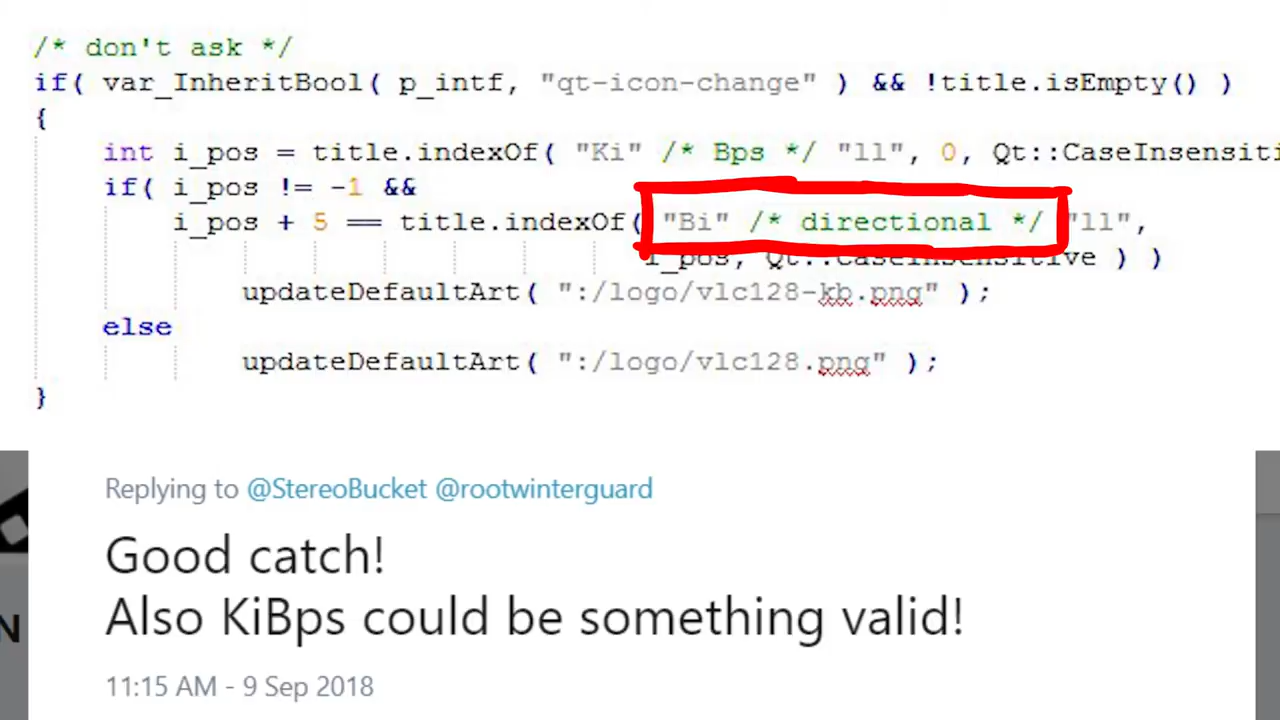 /* don't ask */
if( var_InheritBool( p_intf, "qt-icon-change" ) && !title.isEmpty() )
{
int i_pos = title.indexOf( "Ki" /* Bps */ "ll", 0, Qt::CaseInsensiti
if( i_pos != -1 &&
i_pos + 5 == title.indexOf( "Bi" /* directional */ "ll",
i_pos, Qt::CaseInsensitive ) )
updateDefaultArt( ":/logo/vlc128-kb.png" );
else
updateDefaultArt( ":/logo/vlc128.png" );
}
Replying to @StereoBucket @rootwinterguard
Good catch!
Also KiBps could be something valid!
N
11:15 AM - 9 Sep 2018